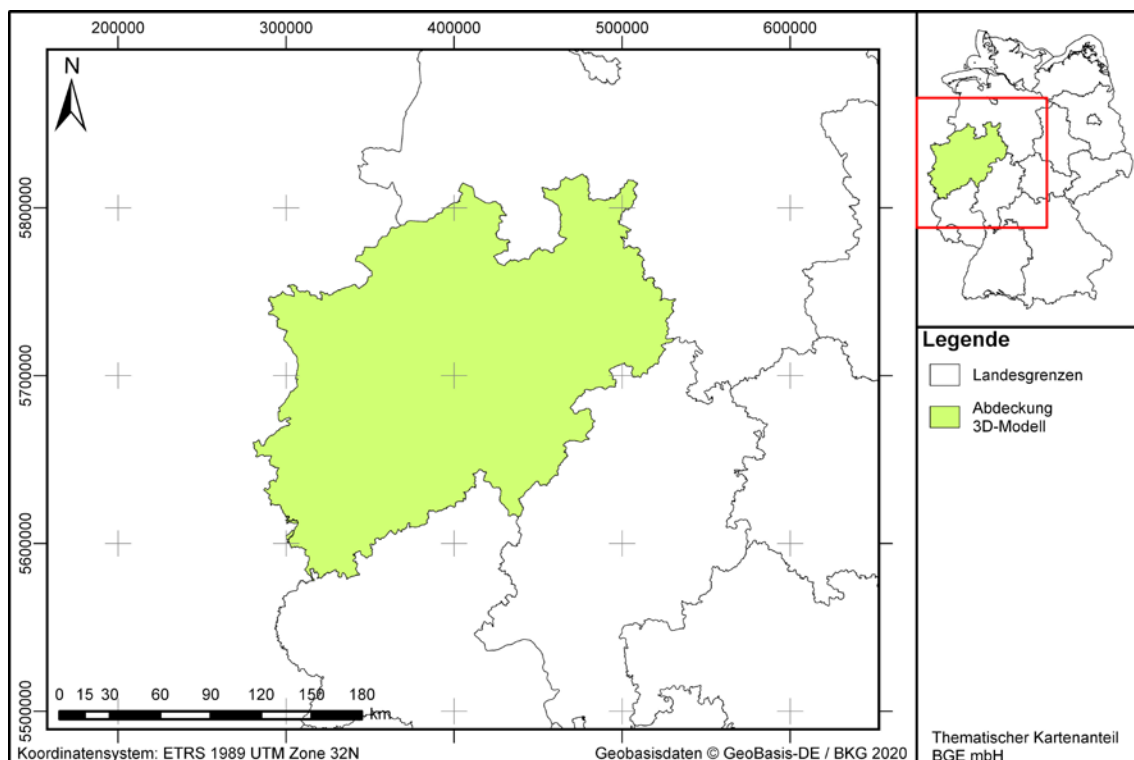 200000
300000
400000
500000
600000
N
5800000
5700000
5600000
5500000
0 15 30 60 90 120 150 180
km
Koordinatensystem: ETRS 1989 UTM Zone 32N
Geobasisdaten © GeoBasis-DE / BKG 2020
Legende
Landesgrenzen
Abdeckung
3D-Modell
Thematischer Kartenanteil
BGE mbH